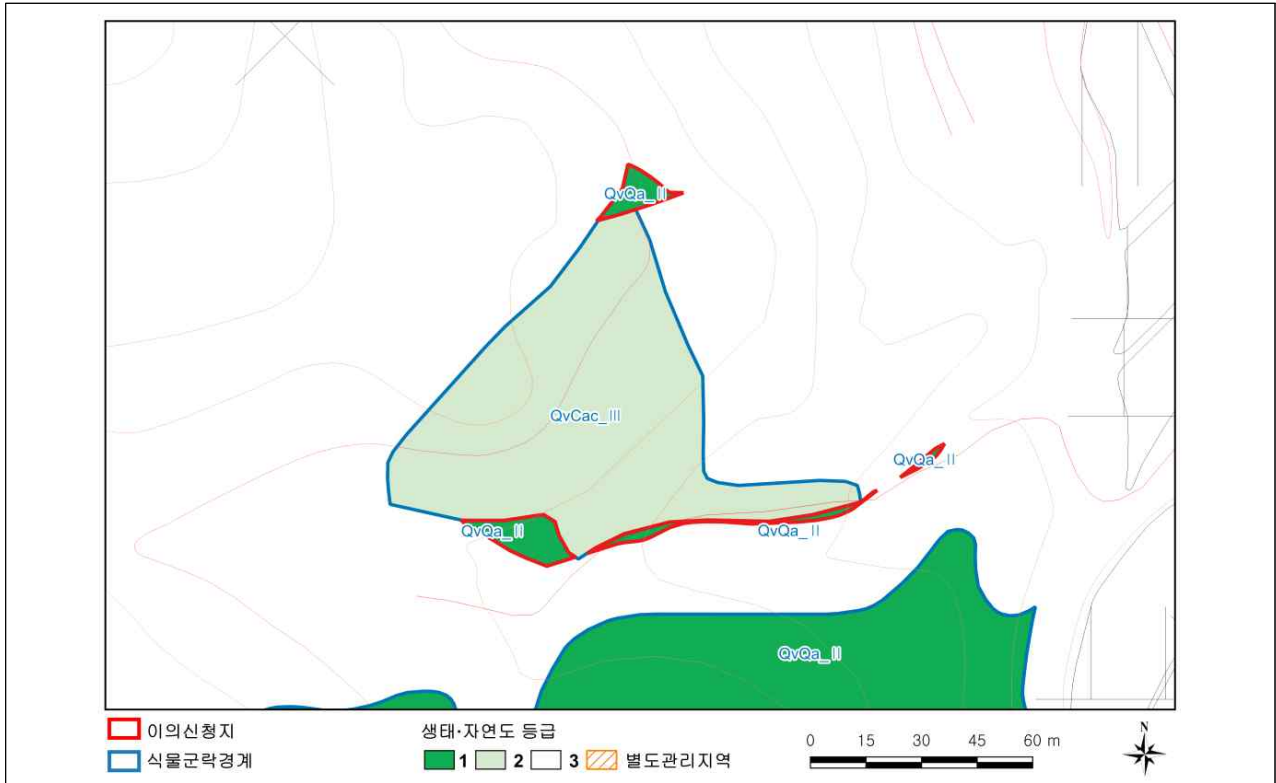 QvQa_Ⅱ
QvCac_Ⅲ
QvQa_Ⅱ
QvQa_Ⅱ
QvQa_Ⅱ
QvQa_Ⅱ
이의신청지
식물군락경계
생태·자연도 등급
1 2 3 별도관리지역
0 15 30 45 60 m
N